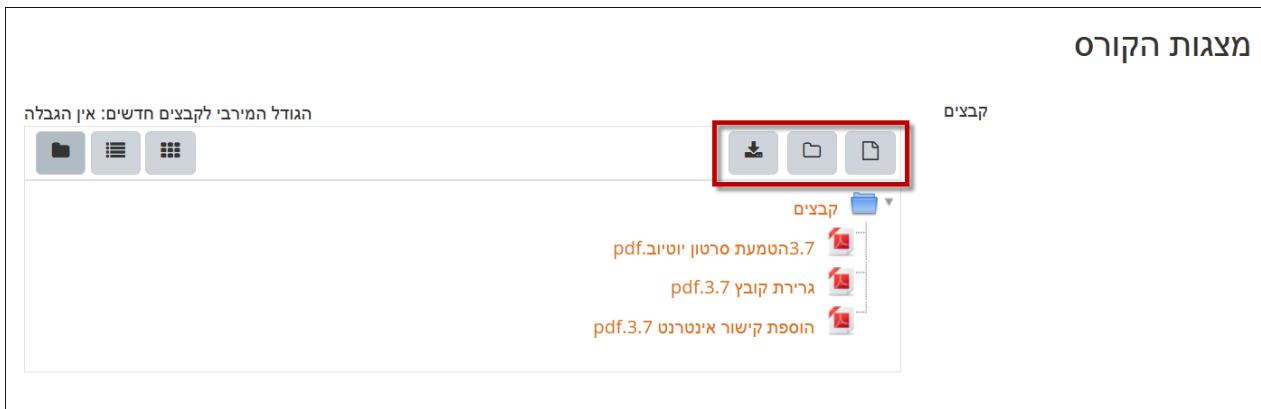 מצגות הקורס
קבצים
הגודל המירבי לקבצים חדשים: אין הגבלה
קבצים
3.7הטמעת סרטון יוטיוב.pdf
גרירת קובץ 3.7.pdf
הוספת קישור אינטרנט 3.7.pdf